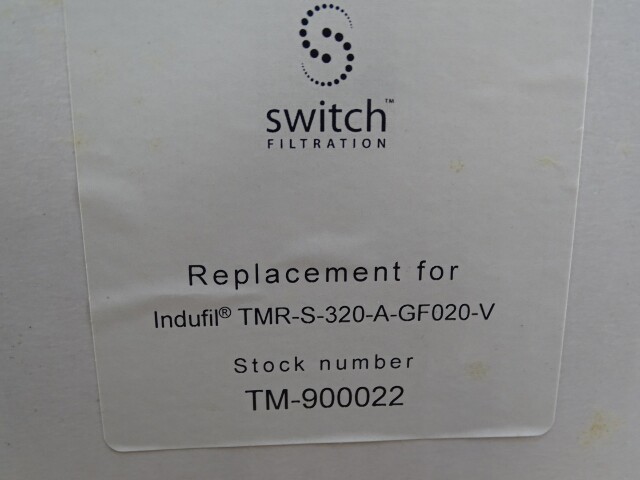 switch™
FILTRATION
Replacement for
Indufil® TMR-S-320-A-GF020-V
Stock number
TM-900022